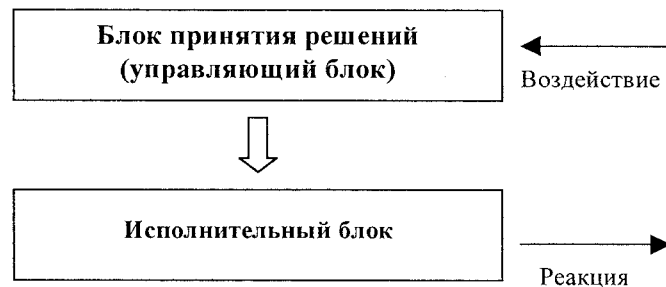 Блок принятия решений
(управляющий блок)
Воздействие
Исполнительный блок
Реакция